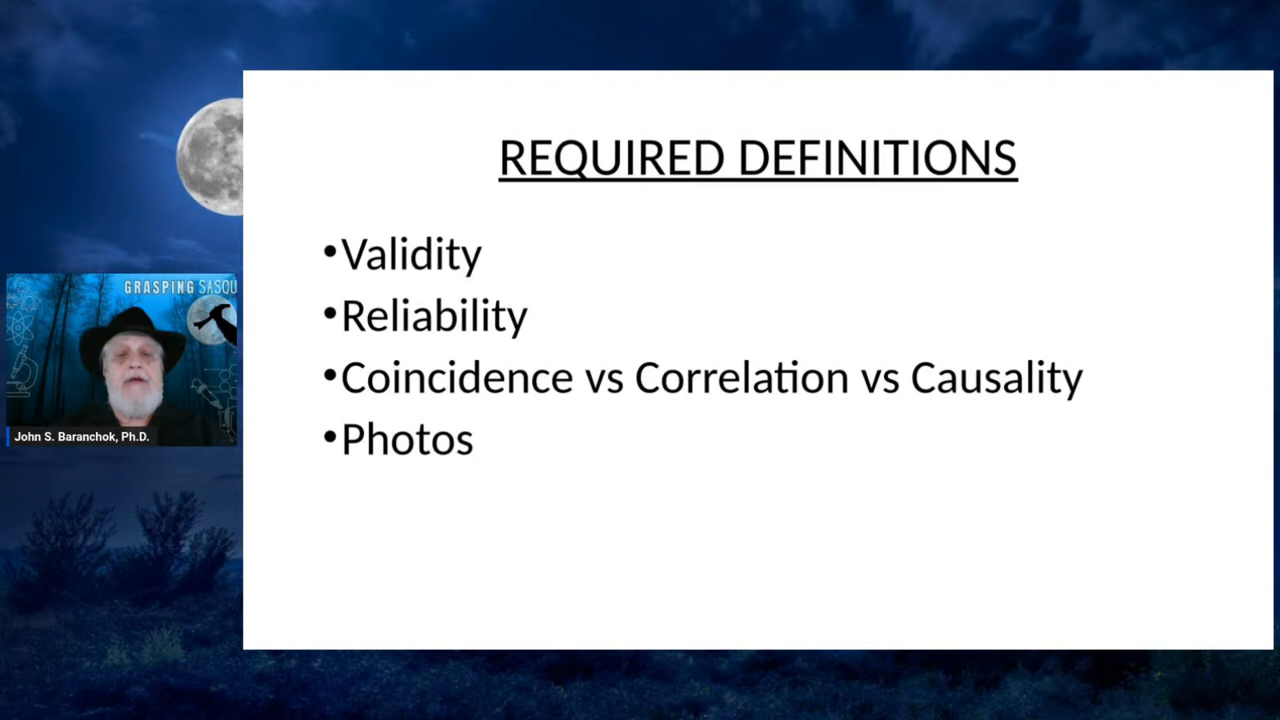 REQUIRED DEFINITIONS
•Validity
•Reliability
•Coincidence vs Correlation vs Causality
•Photos
GRASPING SASQU
John S. Baranchok, Ph.D.